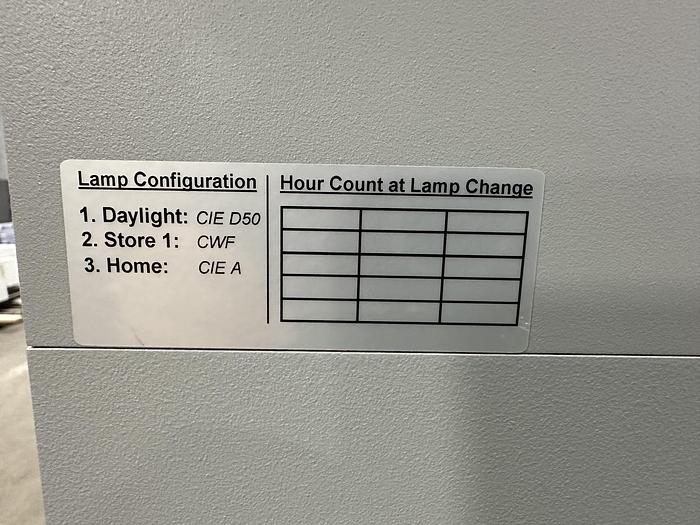 Lamp Configuration
1. Daylight: CIE D50
2. Store 1: CWF
3. Home: CIE A
Hour Count at Lamp Change